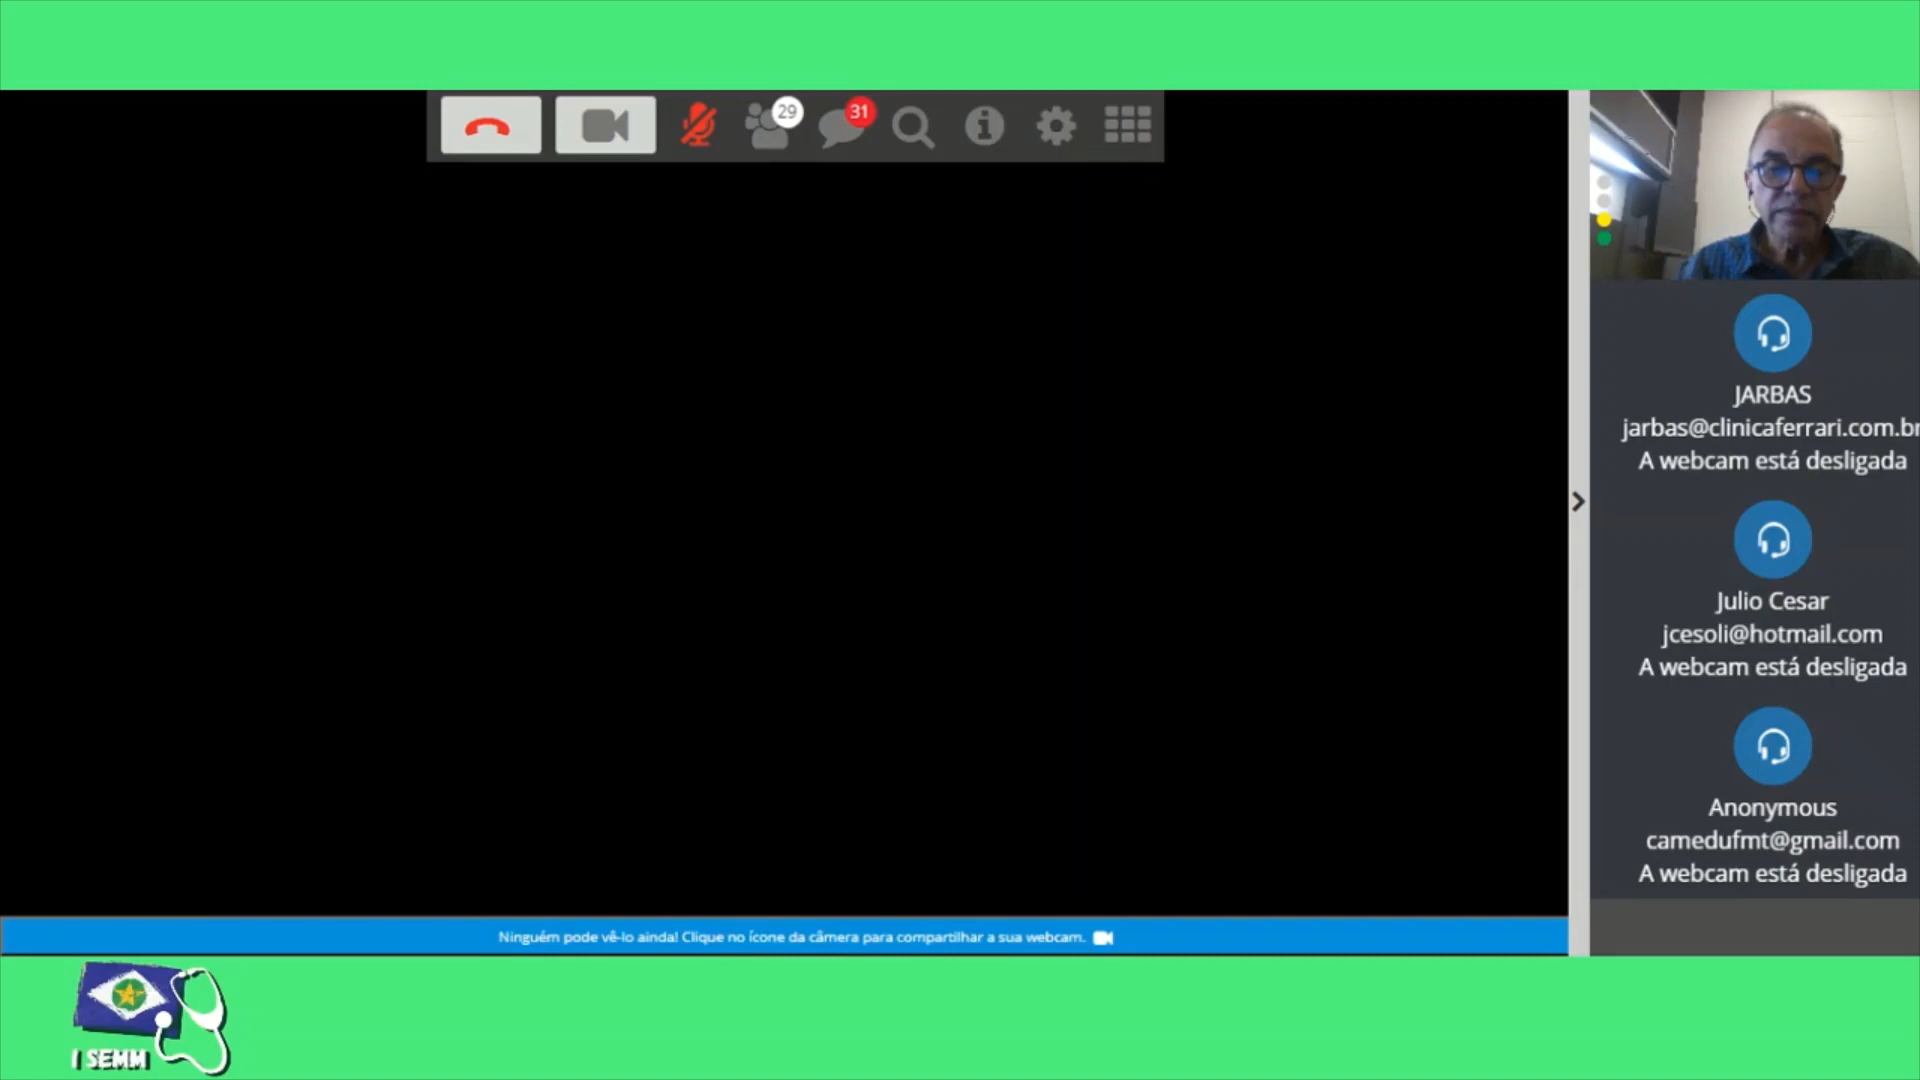 29
31
JARBAS
jarbas@clinicaferrari.com.br
A webcam está desligada
Julio Cesar
jcesoli@hotmail.com
A webcam está desligada
Anonymous
camedufmt@gmail.com
A webcam está desligada
Ninguém pode vê-lo ainda! Clique no ícone da câmera para compartilhar a sua webcam.
I SEMM